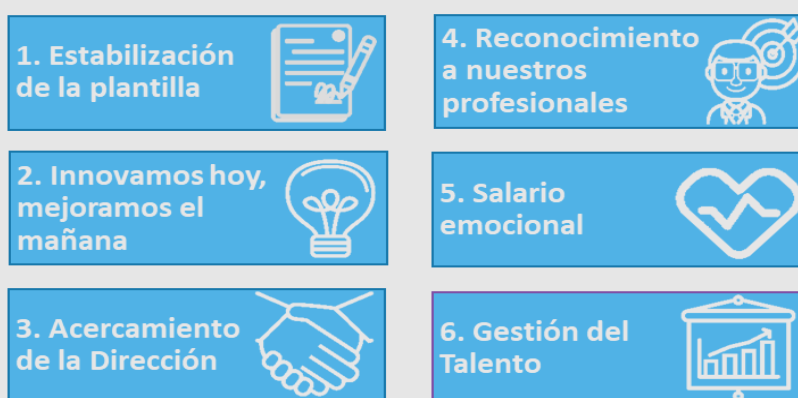 1. Estabilización
de la plantilla
2. Innovamos hoy,
mejoramos el
mañana
3. Acercamiento
de la Dirección
4. Reconocimiento
a nuestros
profesionales
5. Salario
emocional
6. Gestión del
Talento